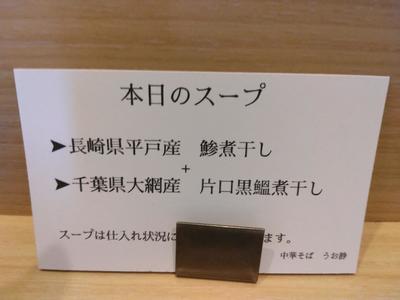 本日のスープ
➤長崎県平戸産 鯵煮干し
+
➤千葉県大網産 片口黒鰮煮干し
スープは仕入れ状況に ます。
中華そば うお静